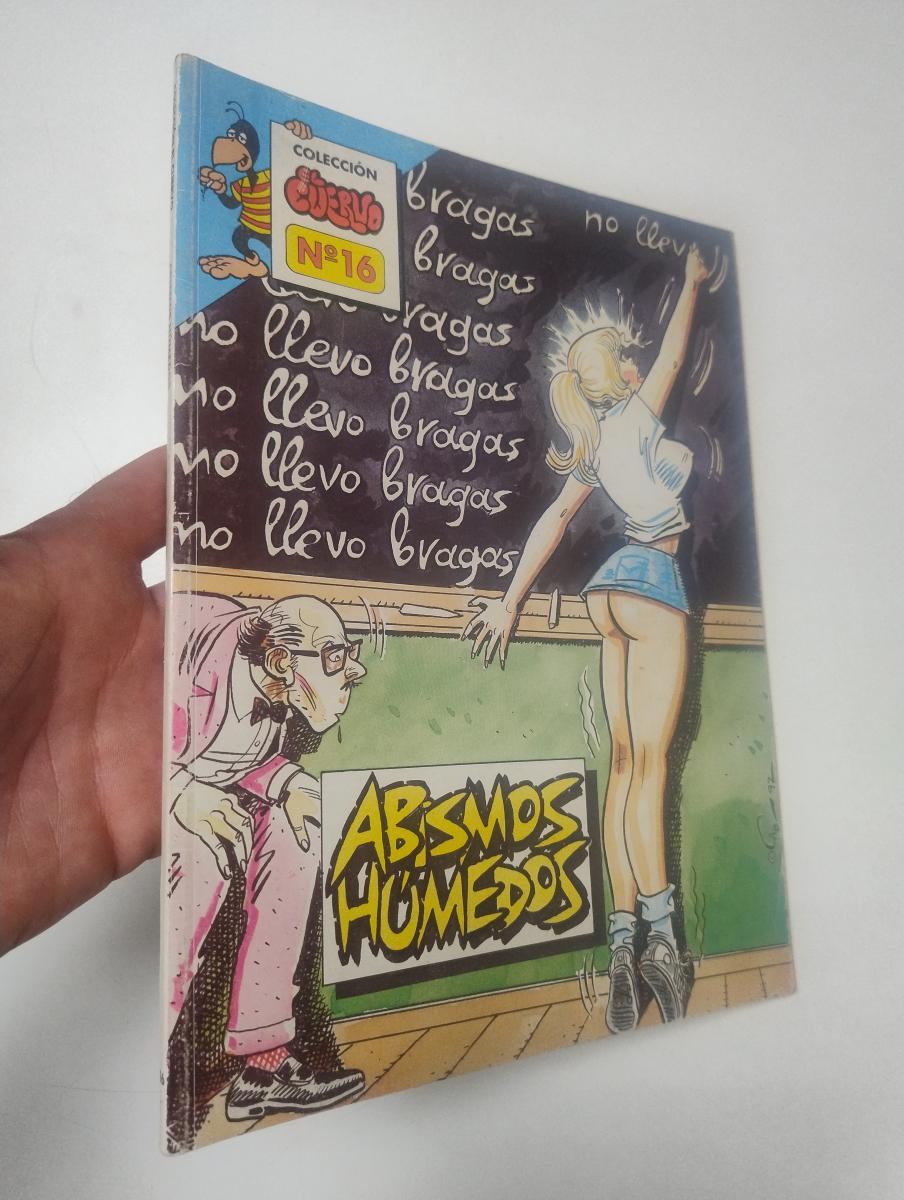 COLECCIÓN
El CUERVO
Nº16
bragas no llev
bragas
bragas
no llevo bragas
no llevo bragas
no llevo bragas
no llevo bragas
ABiSMOS
HÚMEDOS
92